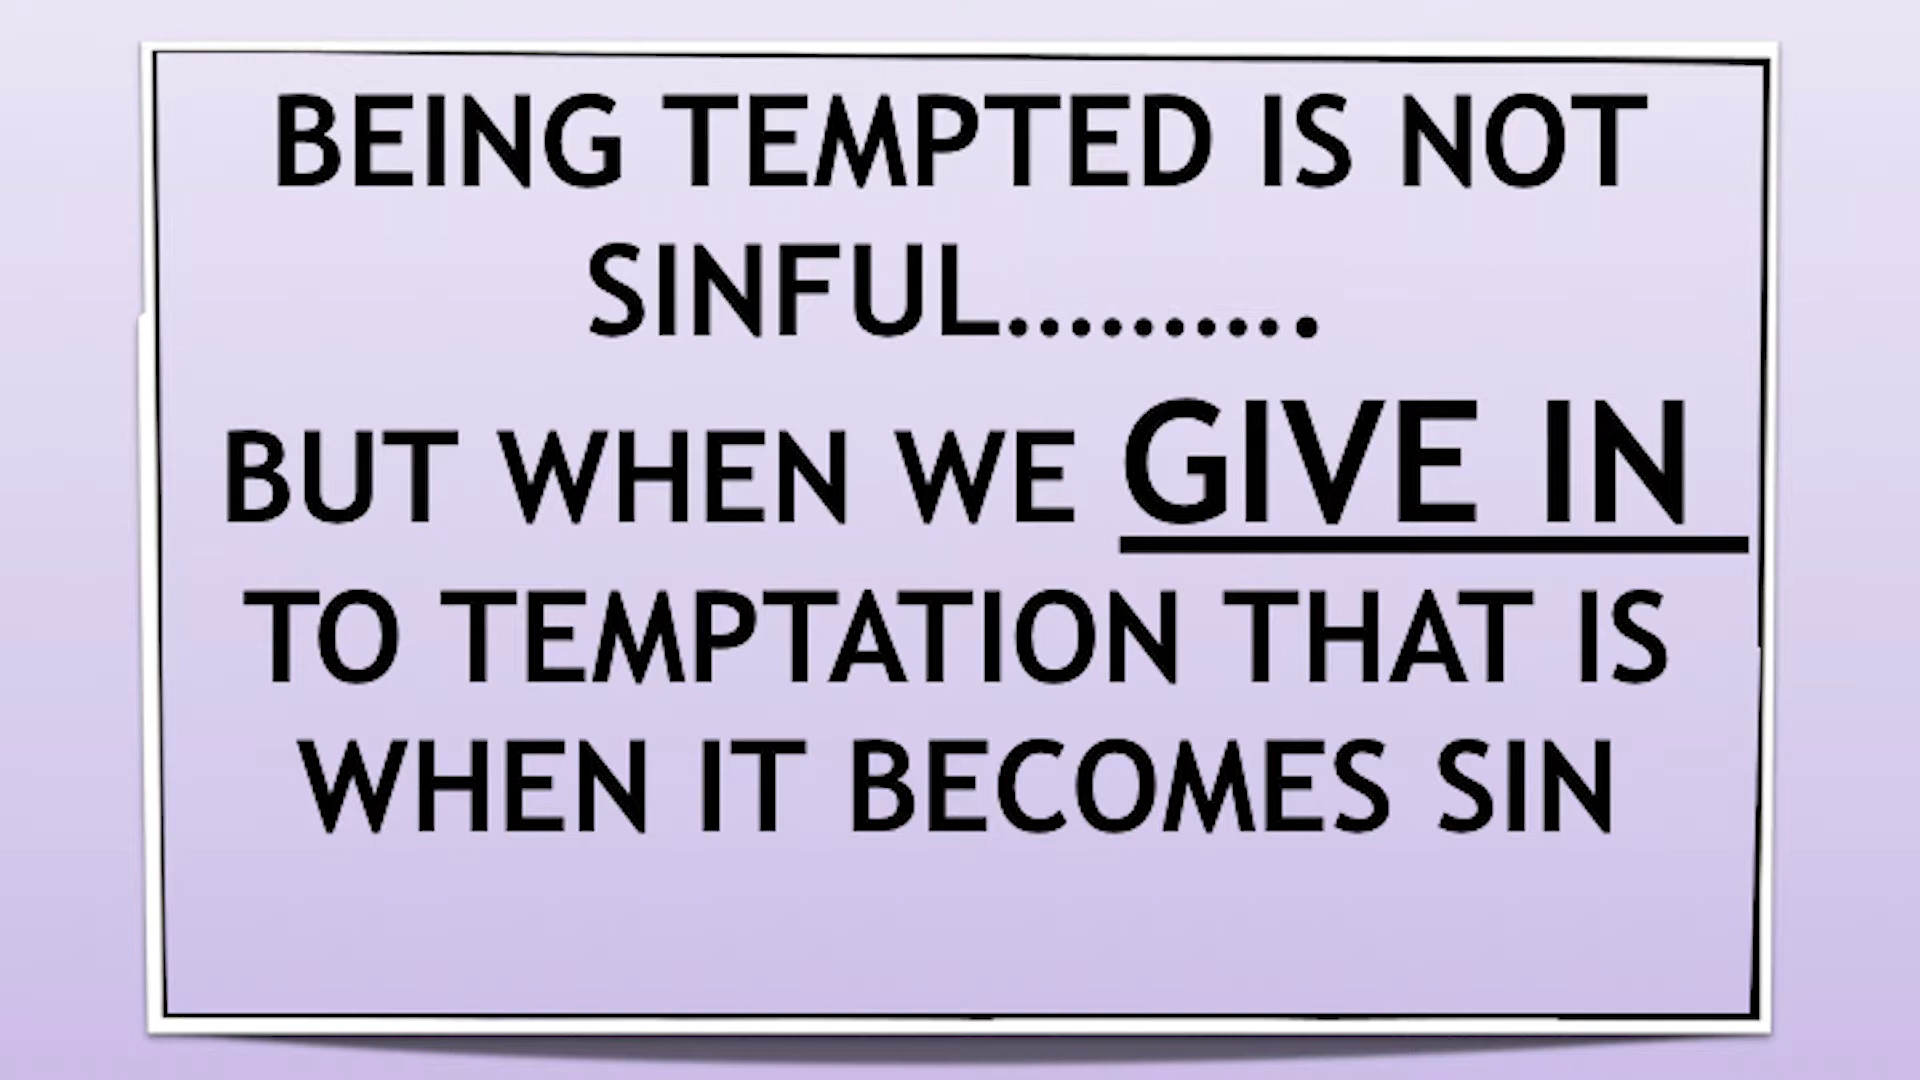 BEING TEMPTED IS NOT
SINFUL..........
BUT WHEN WE GIVE IN
TO TEMPTATION THAT IS
WHEN IT BECOMES SIN